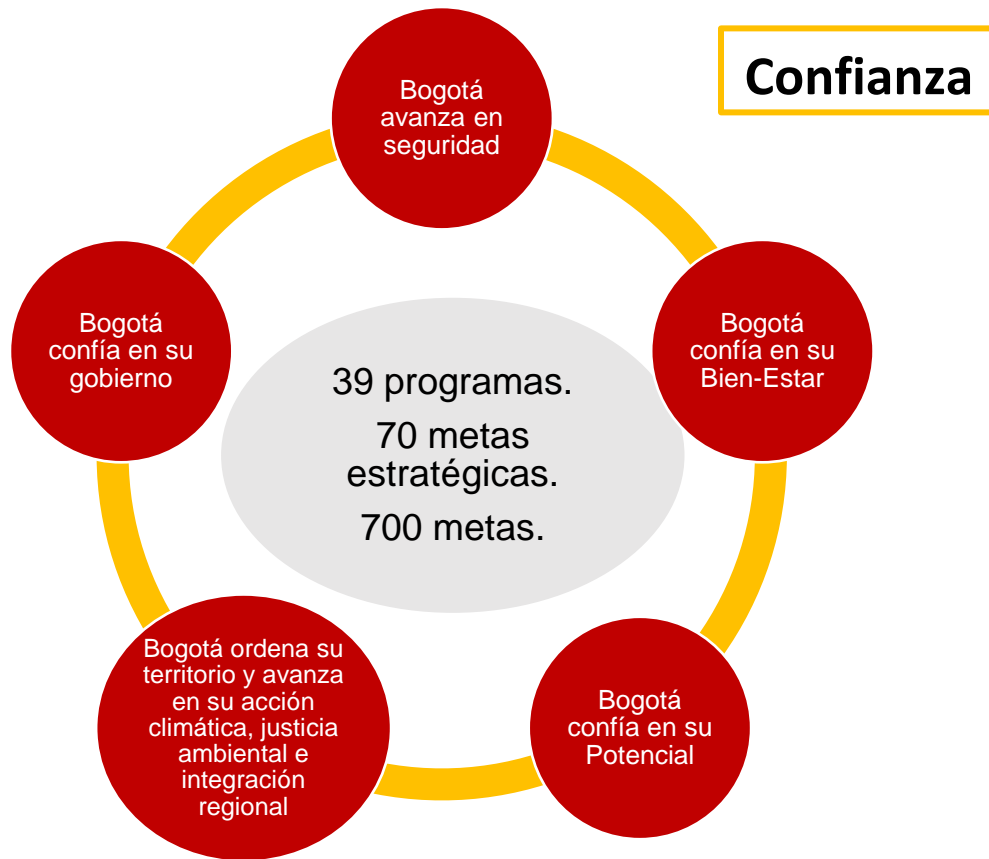 Confianza
Bogotá
avanza en
seguridad
Bogotá
confía en su
Bien-Estar
Bogotá
confía en su
Potencial
Bogotá ordena su
territorio y avanza
en su acción
climática, justicia
ambiental e
integración
regional
Bogotá
confía en su
gobierno
39 programas.
70 metas
estratégicas.
700 metas.